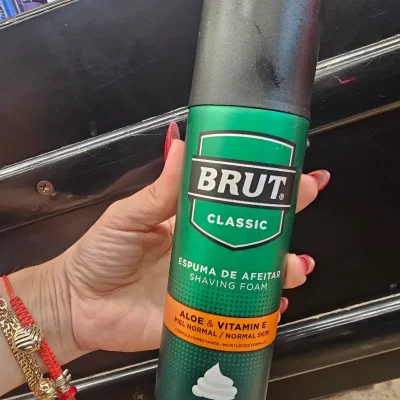 BRUT®
CLASSIC
ESPUMA DE AFEITAR
SHAVING FOAM
ALOE & VITAMIN E
PIEL NORMAL / NORMAL SKIN